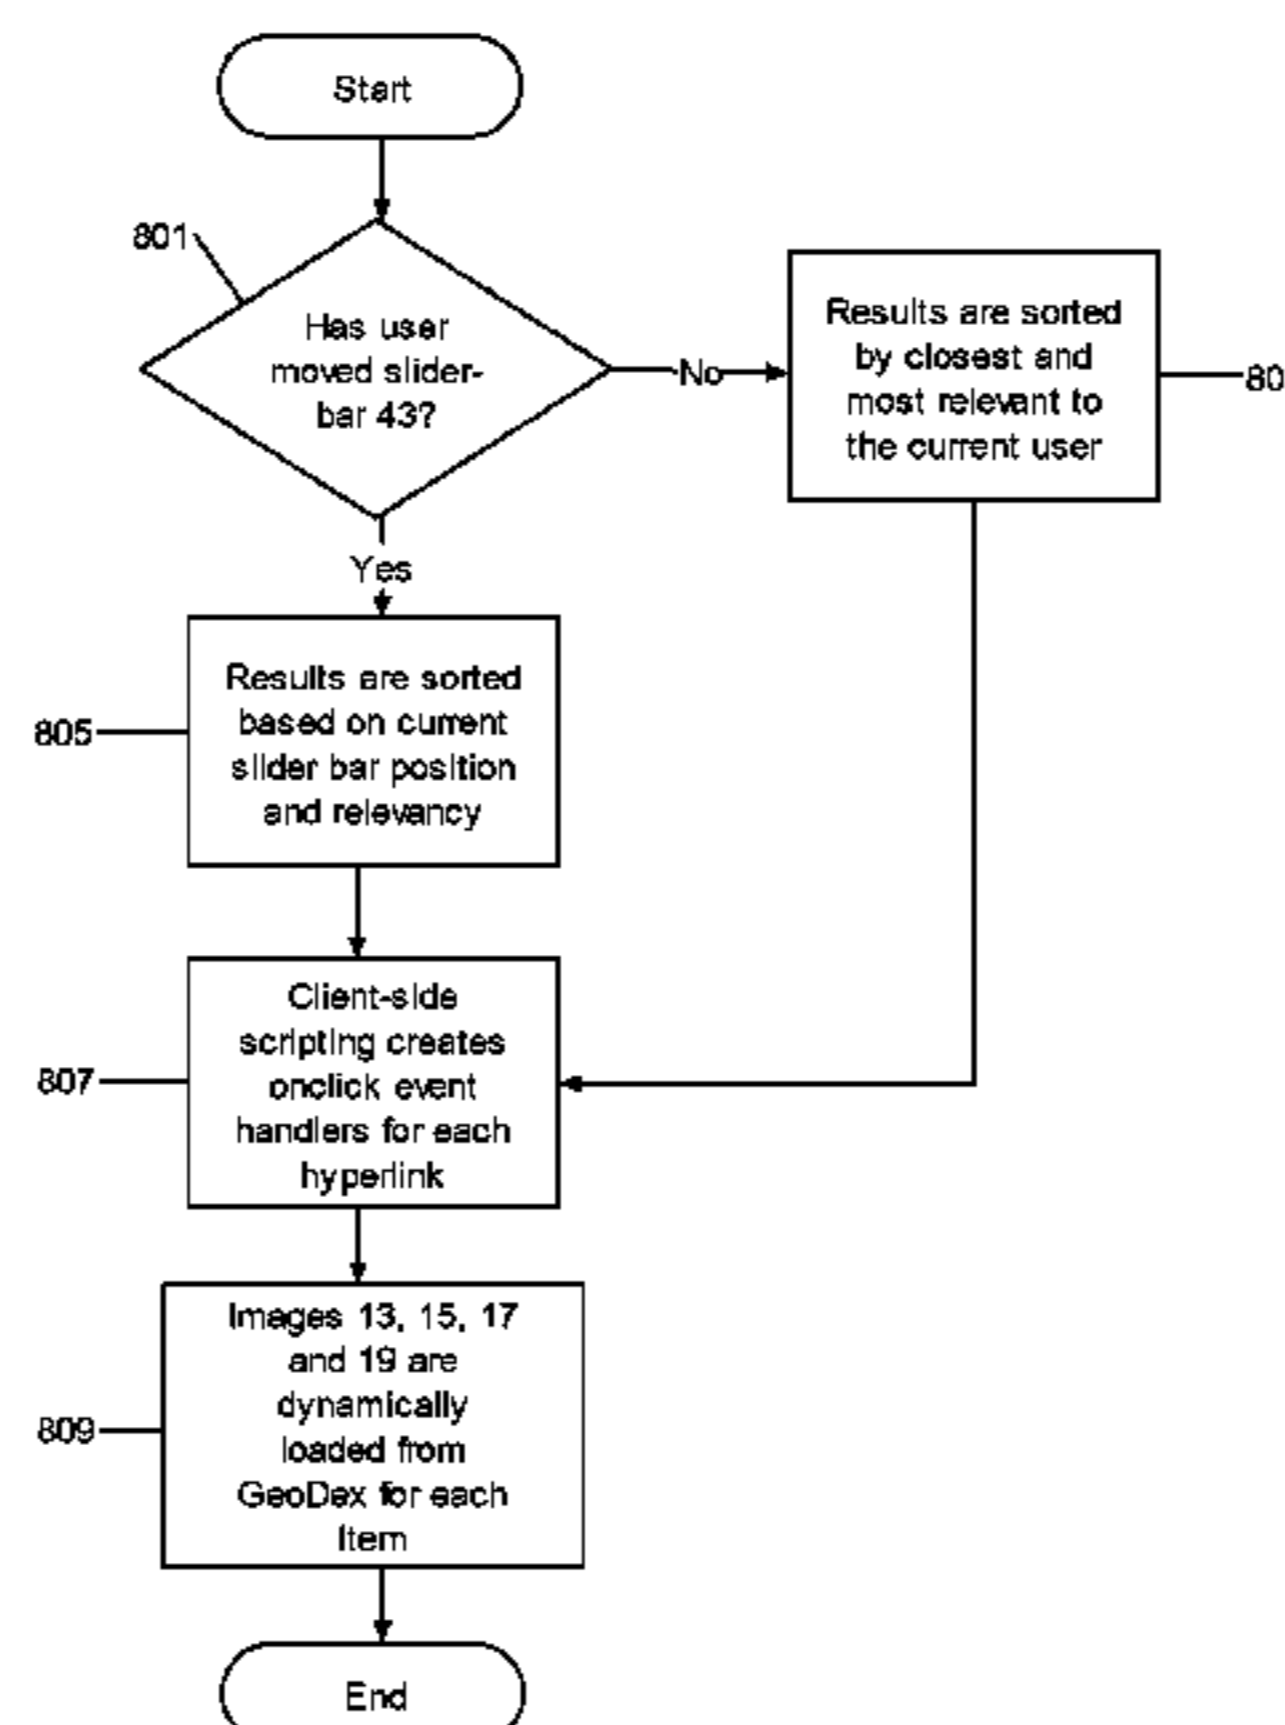 Start
801
Has user
moved slider-
bar 43?
No
Results are sorted
by closest and
most relevant to
the current user
80
Yes
805
Results are sorted
based on current
slider bar position
and relevancy
807
Client-side
scripting creates
onclick event
handlers for each
hyperlink
809
Images 13, 15, 17
and 19 are
dynamically
loaded from
GeoDex for each
Item
End